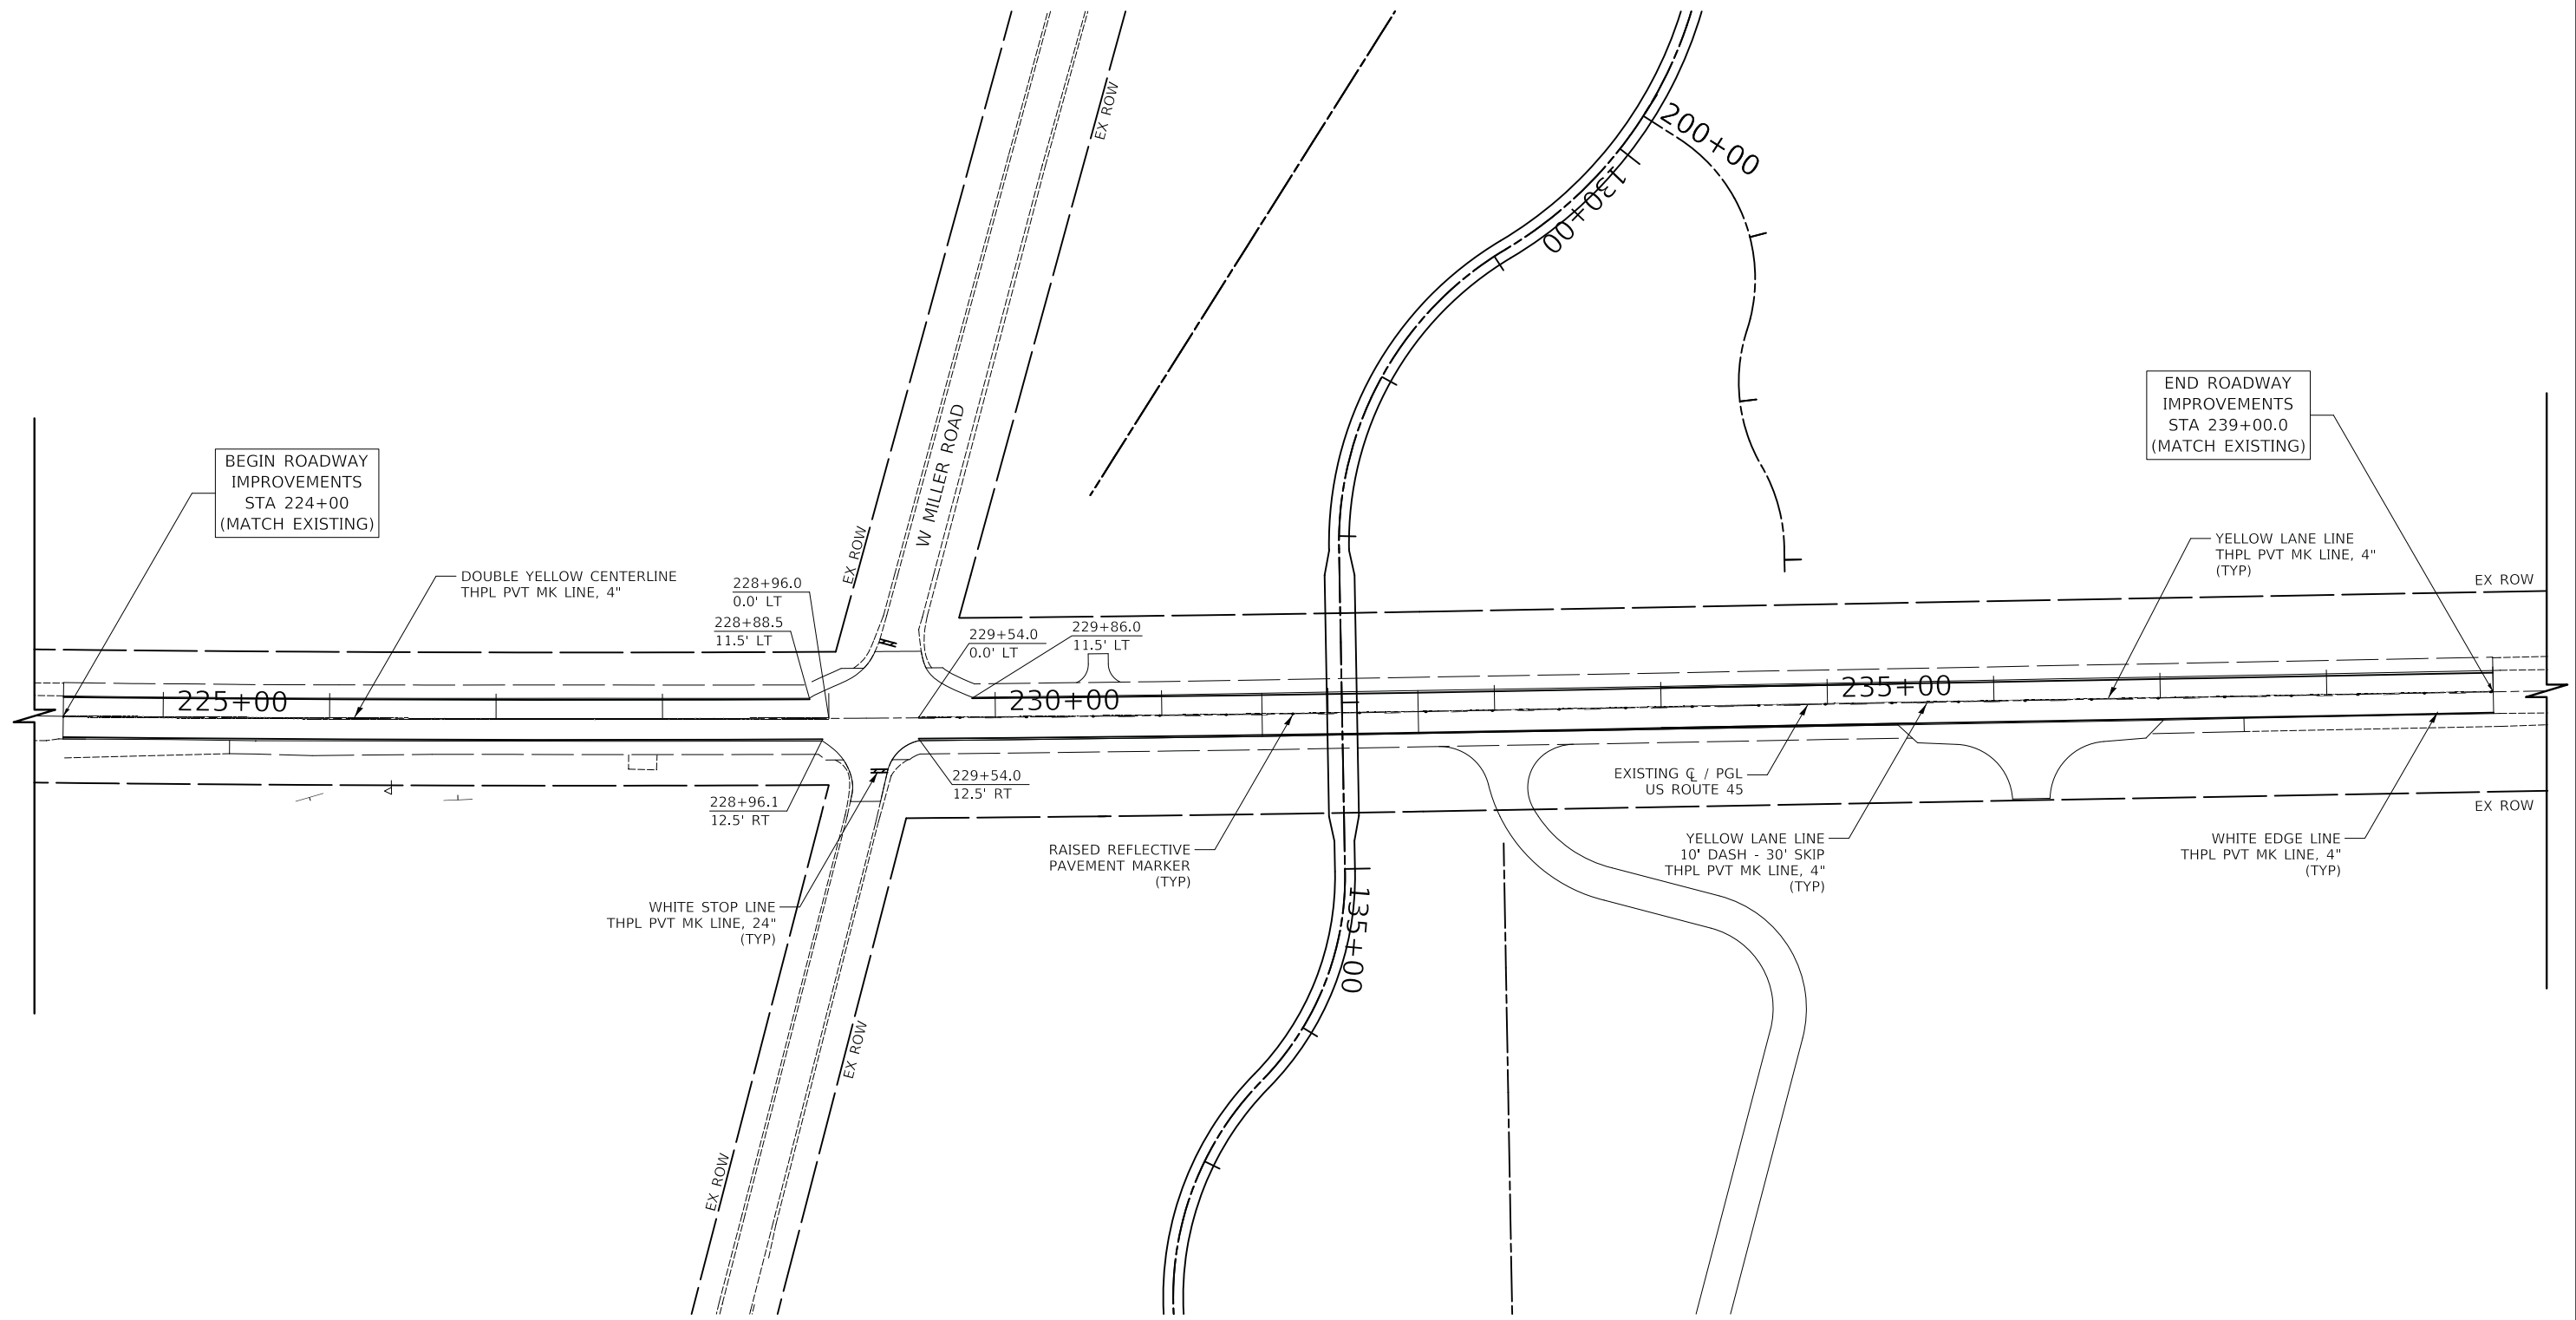 EX ROW
200+00
130+00
W MILLER ROAD
END ROADWAY
IMPROVEMENTS
STA 239+00.0
(MATCH EXISTING)
BEGIN ROADWAY
IMPROVEMENTS
STA 224+00
(MATCH EXISTING)
EX ROW
YELLOW LANE LINE
THPL PVT MK LINE, 4"
(TYP)
DOUBLE YELLOW CENTERLINE
THPL PVT MK LINE, 4"
228+96.0
0.0' LT
EX ROW
228+88.5
11.5' LT
229+54.0
0.0' LT
229+86.0
11.5' LT
225+00
230+00
235+00
229+54.0
12.5' RT
228+96.1
12.5' RT
EXISTING ℄ / PGL
US ROUTE 45
EX ROW
RAISED REFLECTIVE
PAVEMENT MARKER
(TYP)
YELLOW LANE LINE
10' DASH - 30' SKIP
THPL PVT MK LINE, 4"
(TYP)
WHITE EDGE LINE
THPL PVT MK LINE, 4"
(TYP)
WHITE STOP LINE
THPL PVT MK LINE, 24"
(TYP)
135+00
EX ROW
EX ROW